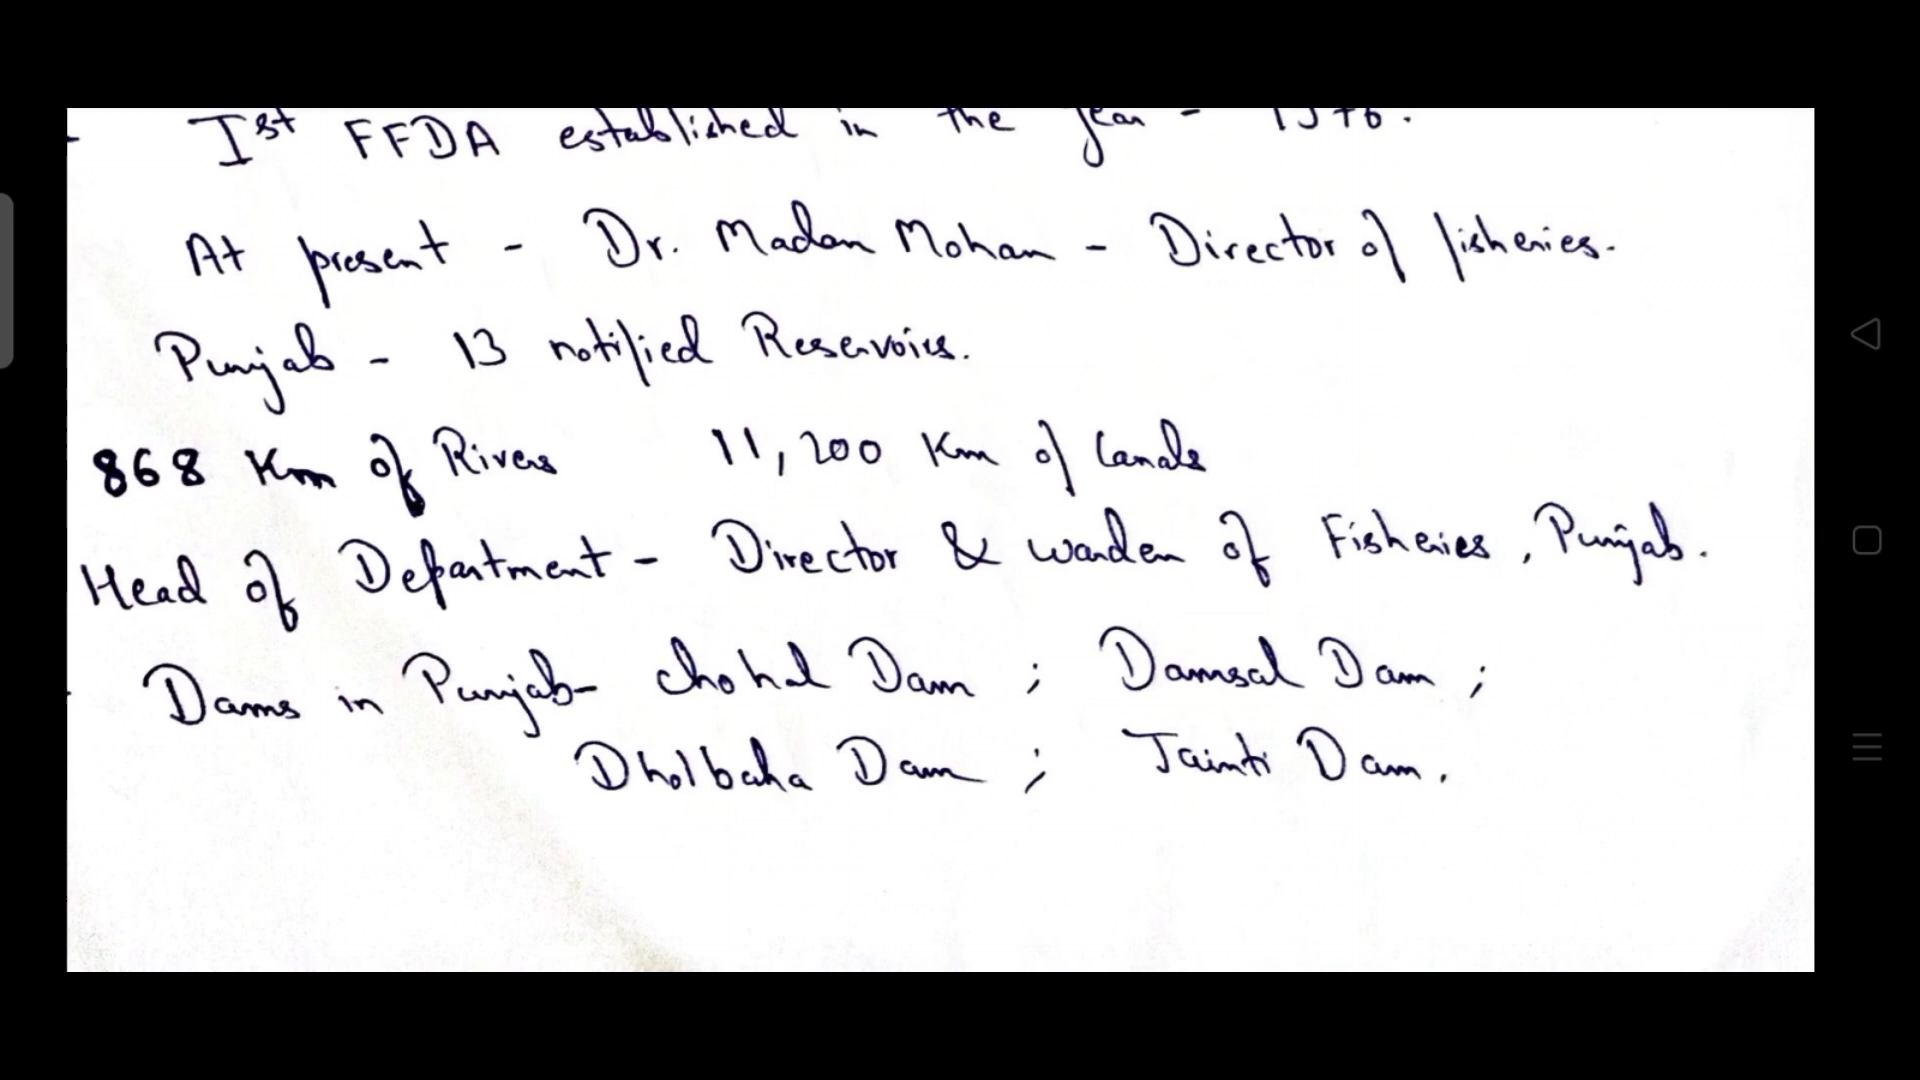 - Ist FFDA established in the year - 1976.
At present - Dr. Madan Mohan - Director of fisheries.
Punjab - 13 notified Reservoirs.
868 Km of Rivers 11,200 Km of Canals
Head of Department - Director & warden of Fisheries, Punjab.
- Dams in Punjab - Chohal Dam ; Damsal Dam ;
Dholbaha Dam ; Jainti Dam.